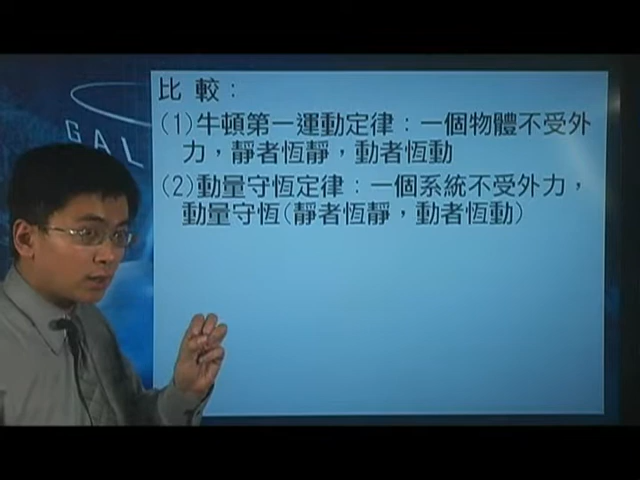 比 較：
(1)牛頓第一運動定律：一個物體不受外
力，靜者恆靜，動者恆動
(2)動量守恆定律：一個系統不受外力，
動量守恆(靜者恆靜，動者恆動)
GAL